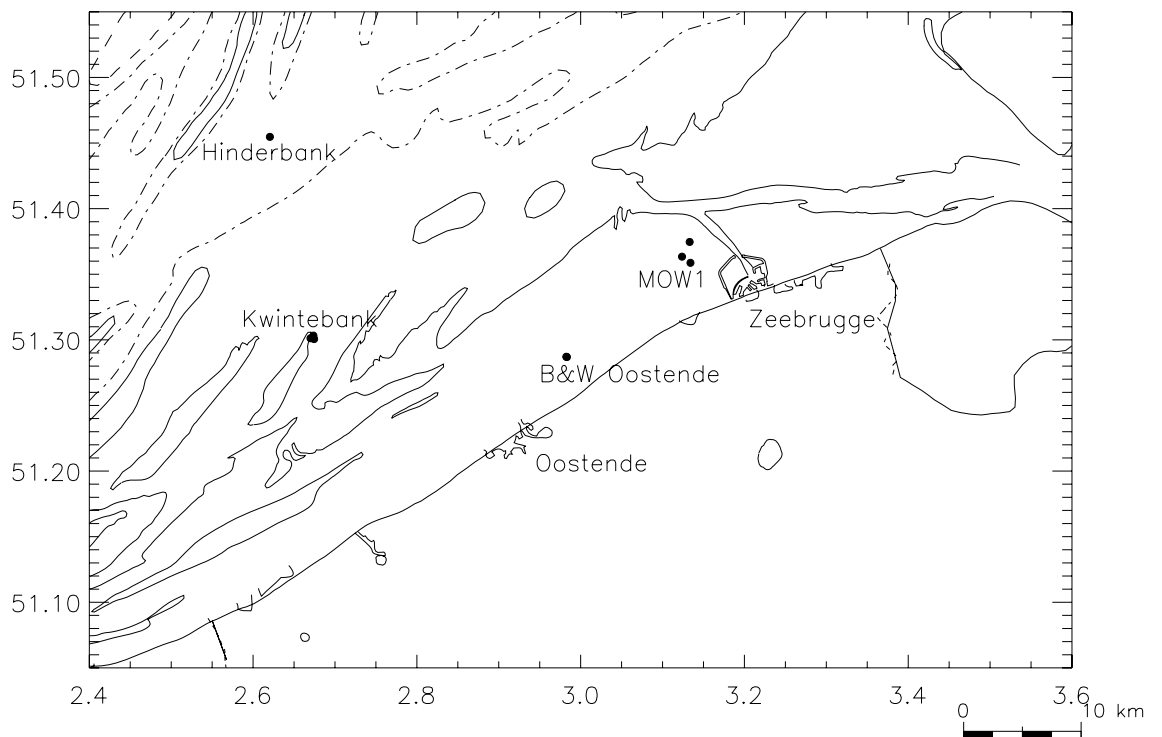 51.50
Hinderbank
51.40
MOW1
Kwintebank
Zeebrugge
51.30
B&W Oostende
Oostende
51.20
51.10
2.4 2.6 2.8 3.0 3.2 3.4 3.6
0 10 km